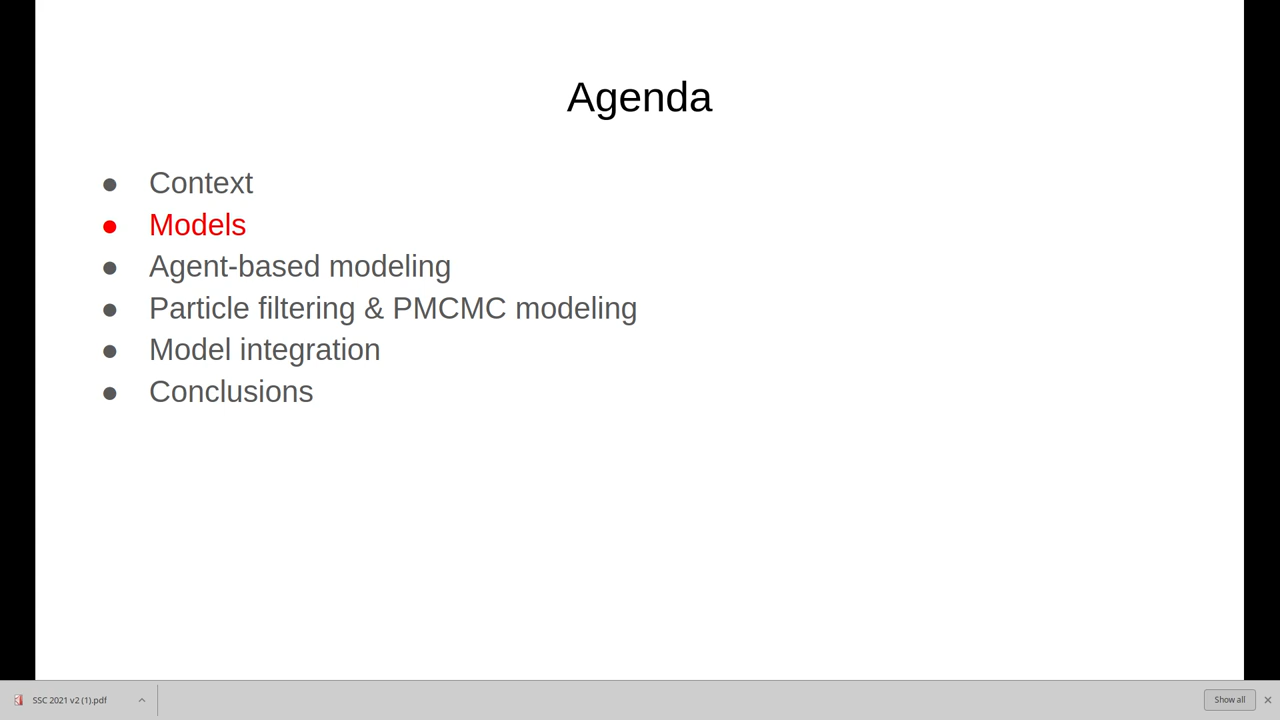 Agenda
● Context
● Models
● Agent-based modeling
● Particle filtering & PMCMC modeling
● Model integration
● Conclusions
SSC 2021 v2 (1).pdf
Show all